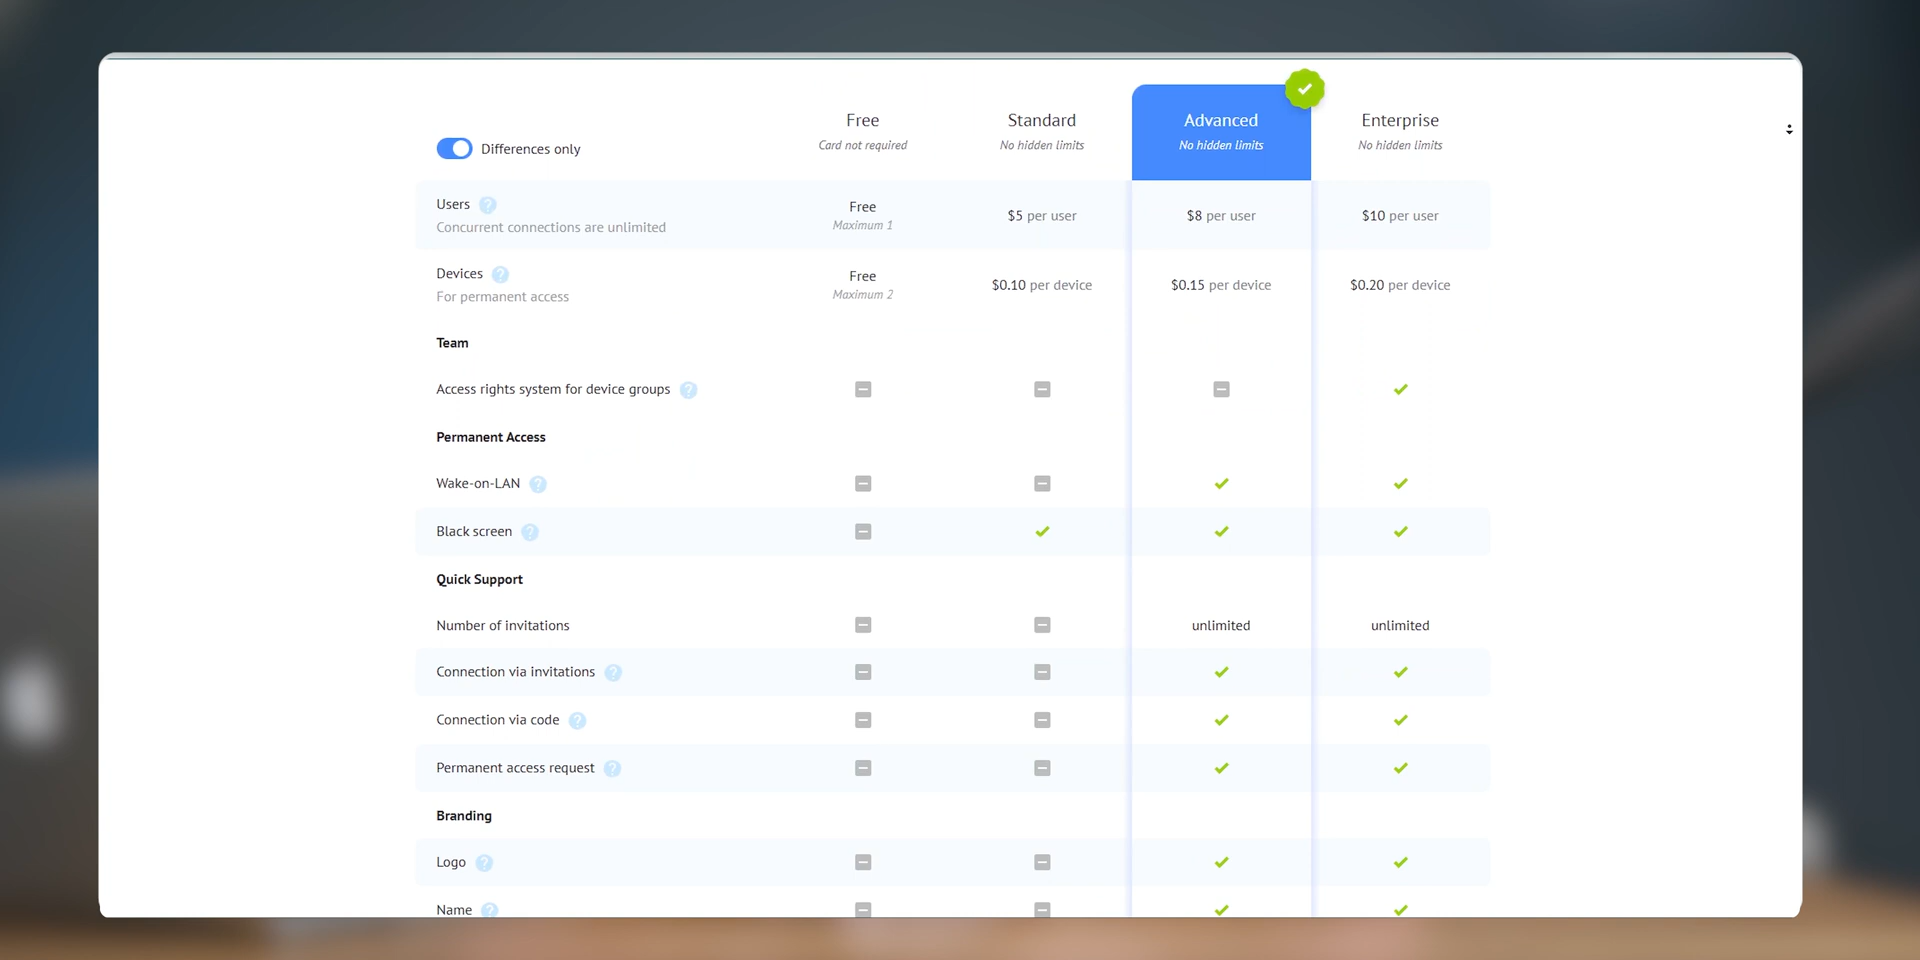 Free
Standard
Advanced
Enterprise
Card not required
No hidden limits
No hidden limits
No hidden limits
Differences only
Users ?
Concurrent connections are unlimited
Free
Maximum 1
$5 per user
$8 per user
$10 per user
Devices ?
For permanent access
Free
Maximum 2
$0.10 per device
$0.15 per device
$0.20 per device
Team
Access rights system for device groups ?
Permanent Access
Wake-on-LAN ?
Black screen ?
Quick Support
Number of invitations
unlimited
unlimited
Connection via invitations ?
Connection via code ?
Permanent access request ?
Branding
Logo ?
Name ?